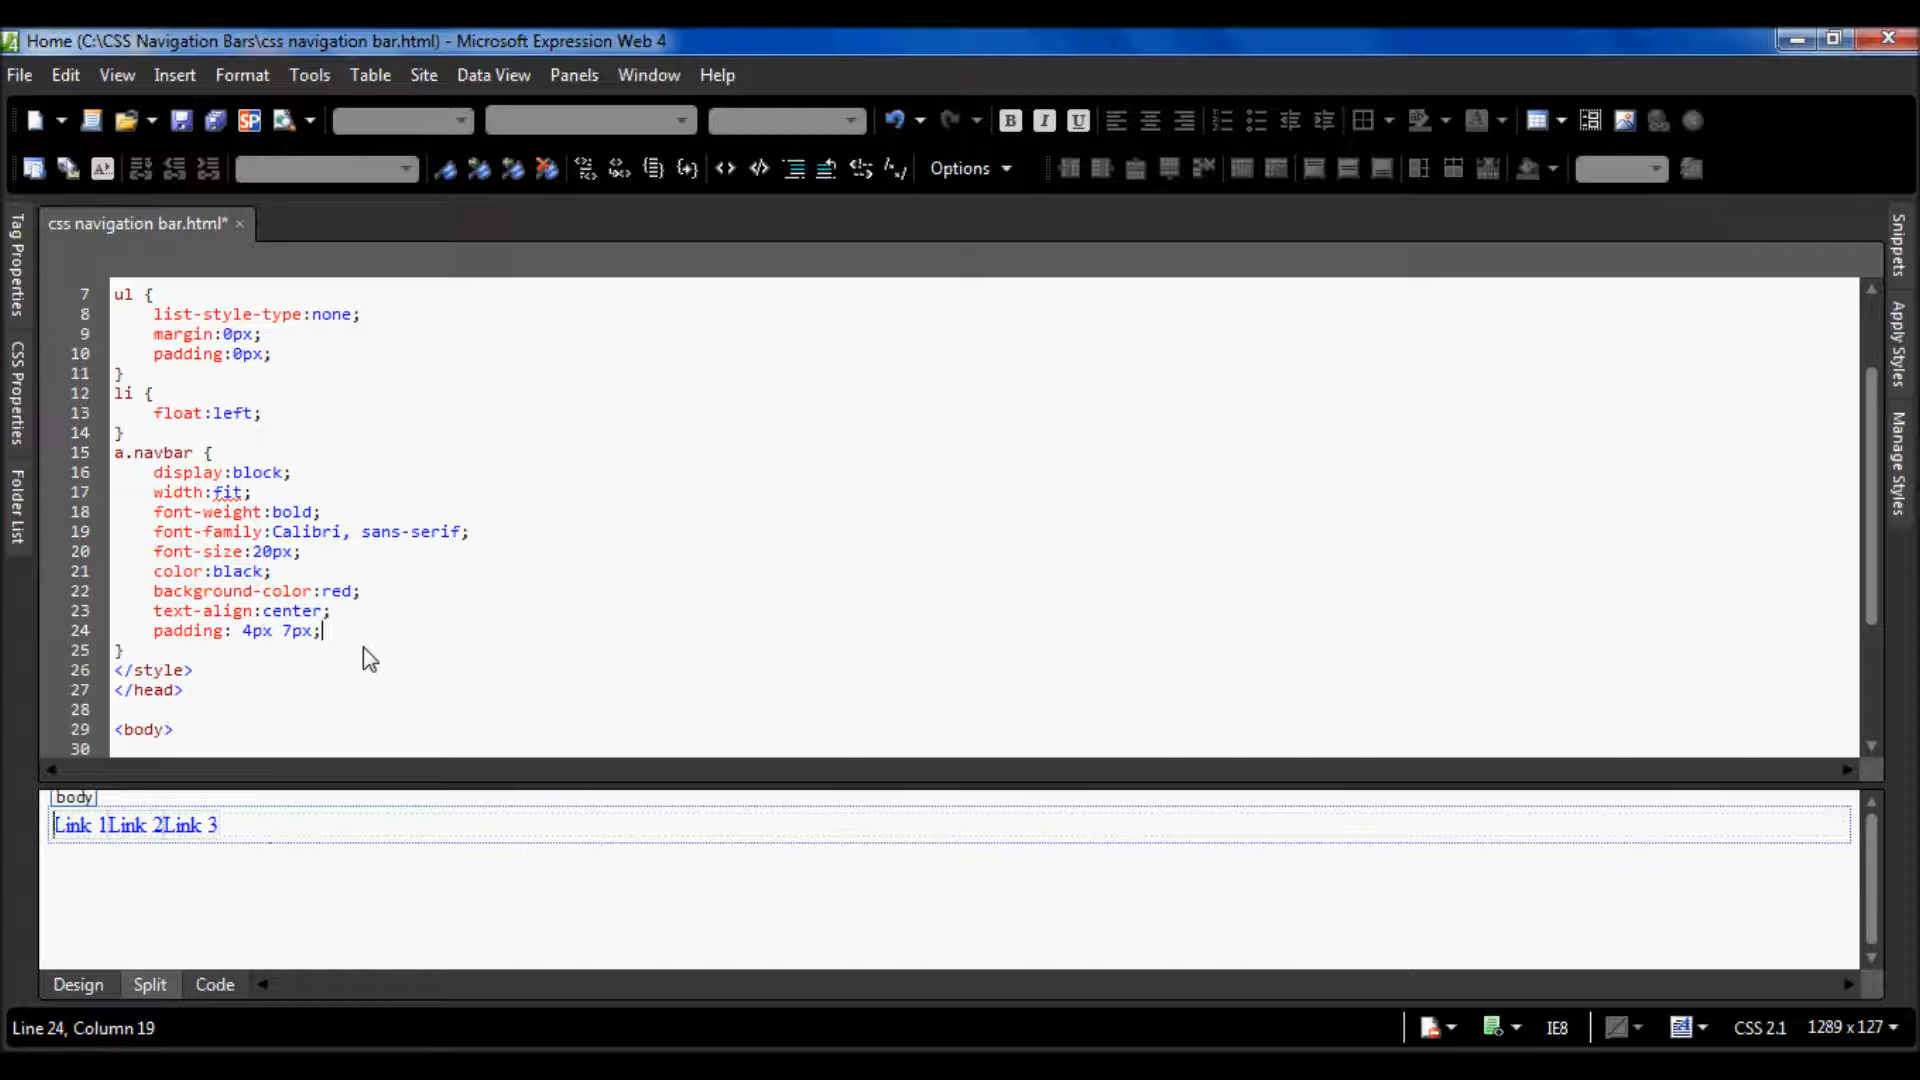 Home (C:\CSS Navigation Bars\css navigation bar.html) - Microsoft Expression Web 4
File Edit View Insert Format Tools Table Site Data View Panels Window Help
SP B I U
Options
css navigation bar.html*
Tag Properties
CSS Properties
Folder List
7 ul {
8 list-style-type:none;
9 margin:0px;
10 padding:0px;
11 }
12 li {
13 float:left;
14 }
15 a.navbar {
16 display:block;
17 width:fit;
18 font-weight:bold;
19 font-family:Calibri, sans-serif;
20 font-size:20px;
21 color:black;
22 background-color:red;
23 text-align:center;
24 padding: 4px 7px;
25 }
26 </style>
27 </head>
28
29 <body>
30
Snippets
Apply Styles
Manage Styles
body
Link 1Link 2Link 3
Design Split Code
Line 24, Column 19
IE8 CSS 2.1 1289 x 127